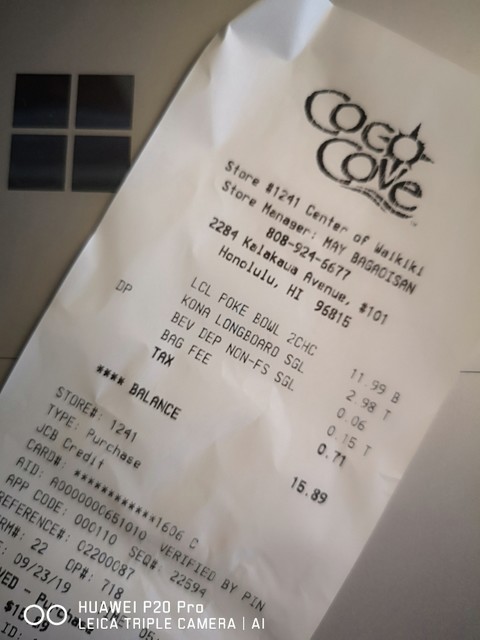 COCO
COVE
Store #1241 Center of Waikiki
Store Manager: MAY BAGAOISAN
808-924-6677
2284 Kalakaua Avenue, #101
Honolulu, HI 96815
LCL POKE BOWL 2CHC 11.99 B
KONA LONGBOARD SGL 2.98 T
DP BEV DEP NON-FS SGL 0.06
BAG FEE 0.15 T
TAX 0.71
**** BALANCE 15.89
STORE#: 1241
TYPE: Purchase
JCB Credit
CARD#: ************1606 C
AID: A0000000651010 VERIFIED BY PIN
APP CODE: 000110 SEQ#: 22594
REFERENCE#: 02200087
RM#: 22 OP#: 718
09/23/19
VED - Purchase
HUAWEI P20 Pro
LEICA TRIPLE CAMERA | AI